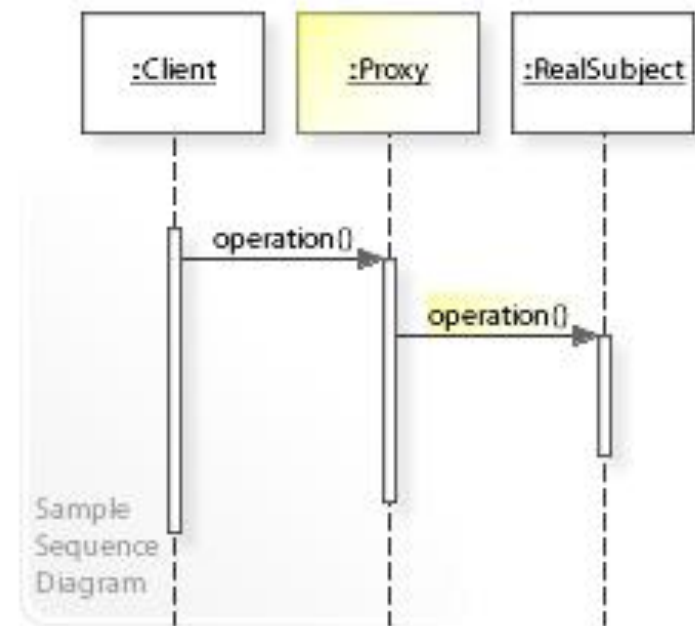 :Client
:Proxy
:RealSubject
operation()
operation()
Sample
Sequence
Diagram